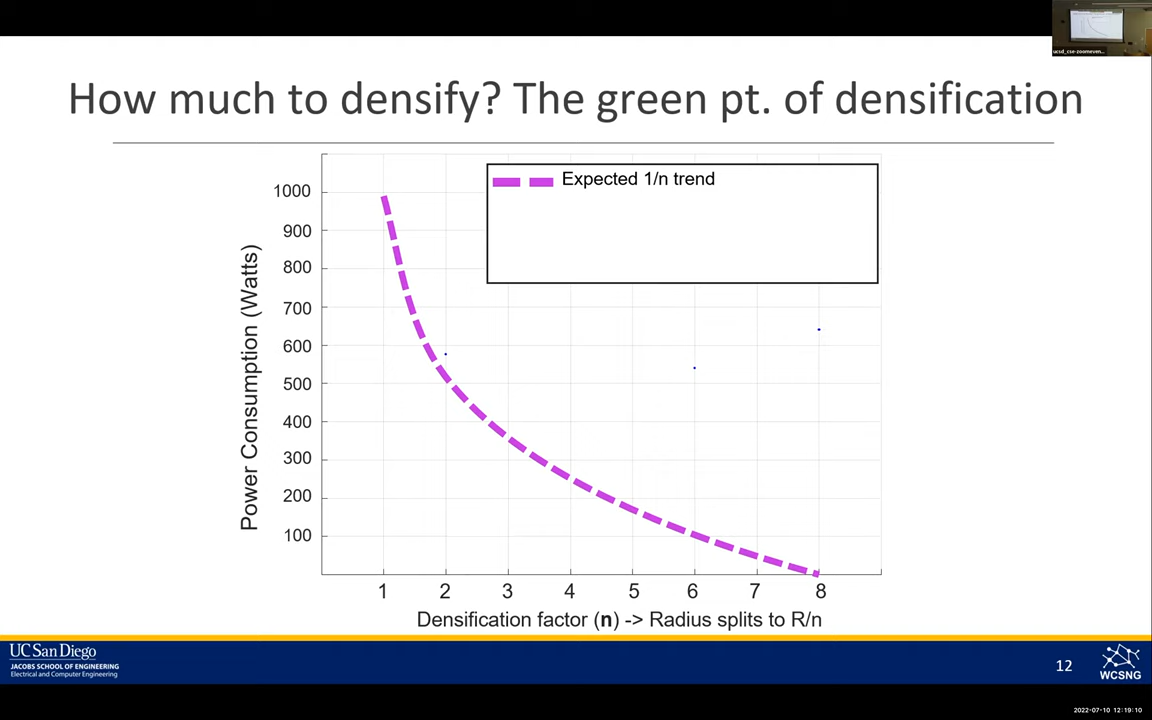 ucsd_cse-zoomeven...
How much to densify? The green pt. of densification
Expected 1/n trend
1000
900
800
700
600
500
400
300
200
100
Power Consumption (Watts)
1 2 3 4 5 6 7 8
Densification factor (n) -> Radius splits to R/n
UC San Diego
JACOBS SCHOOL OF ENGINEERING
Electrical and Computer Engineering
12
WCSNG
2022-07-10 12:19:10